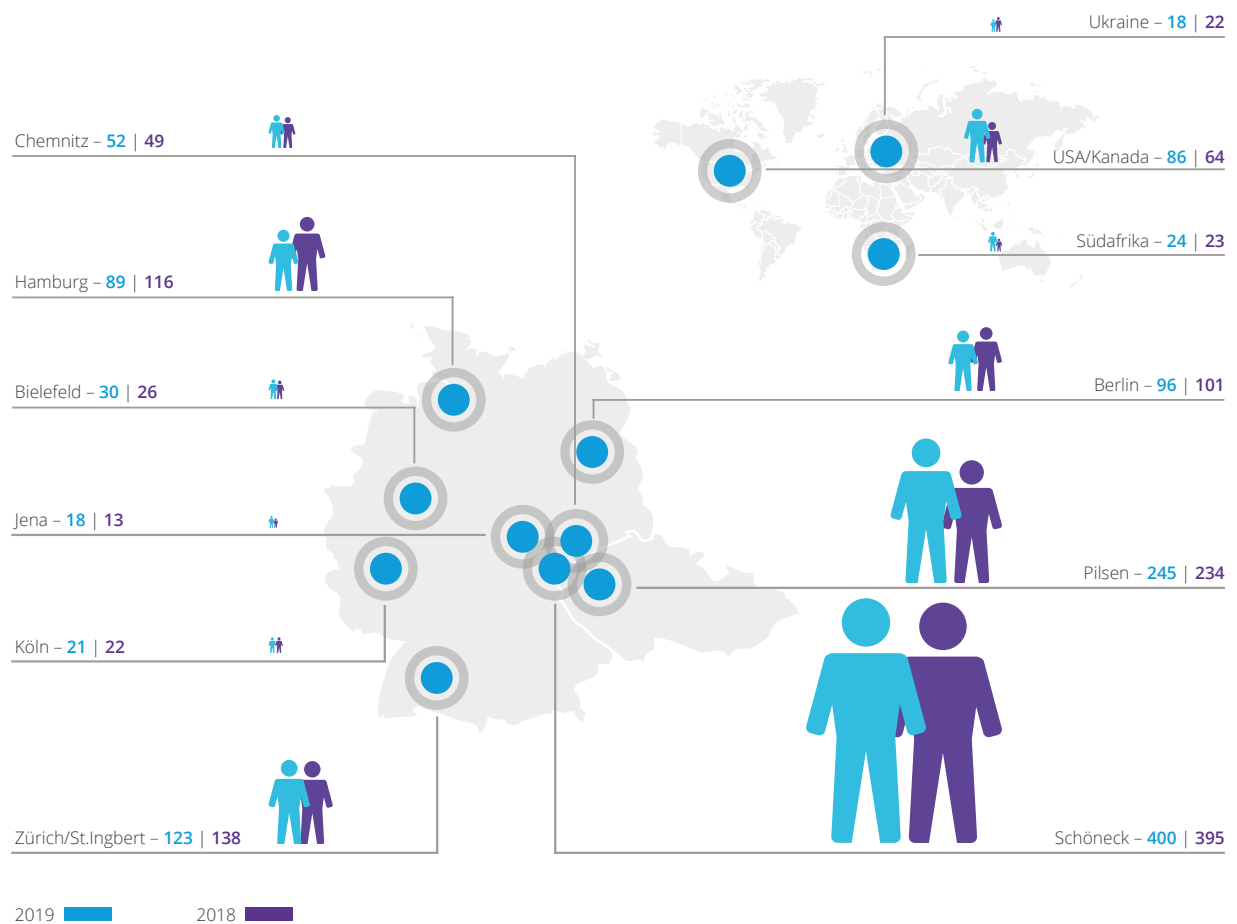 Ukraine – 18 | 22
Chemnitz – 52 | 49
USA/Kanada – 86 | 64
Südafrika – 24 | 23
Hamburg – 89 | 116
Bielefeld – 30 | 26
Berlin – 96 | 101
Jena – 18 | 13
Pilsen – 245 | 234
Köln – 21 | 22
Zürich/St.Ingbert – 123 | 138
Schöneck – 400 | 395
2019
2018